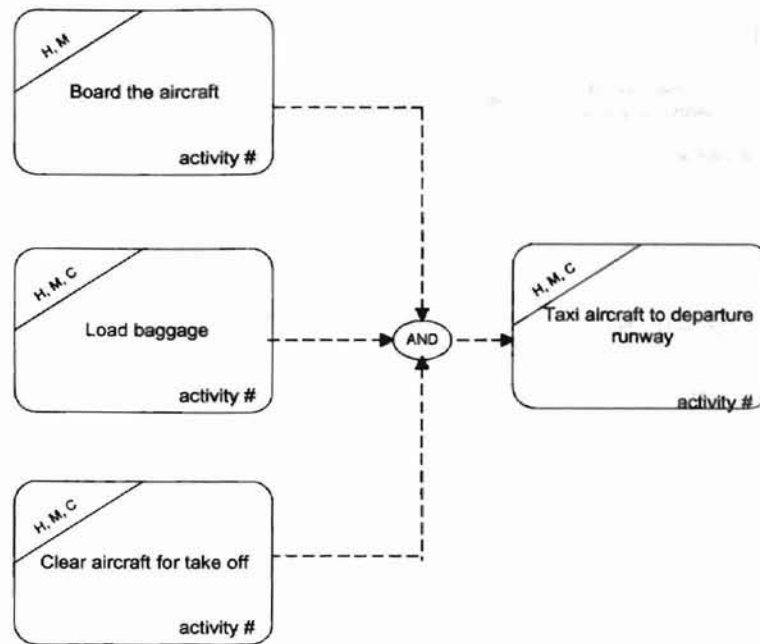 H, M
Board the aircraft
activity #
H, M, C
Load baggage
activity #
H, M, C
Clear aircraft for take off
activity #
AND
H, M, C
Taxi aircraft to departure
runway
activity #